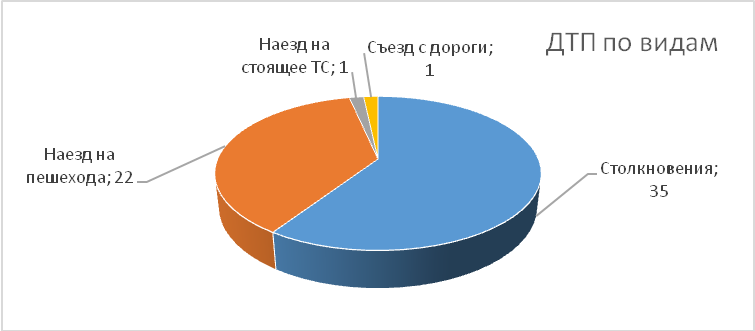 ДТП по видам
Наезд на
стоящее ТС; 1
Съезд с дороги;
1
Наезд на
пешехода; 22
Столкновения;
35